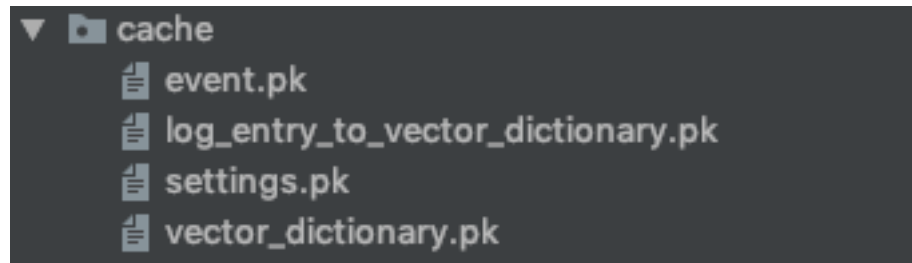 cache
event.pk
log_entry_to_vector_dictionary.pk
settings.pk
vector_dictionary.pk